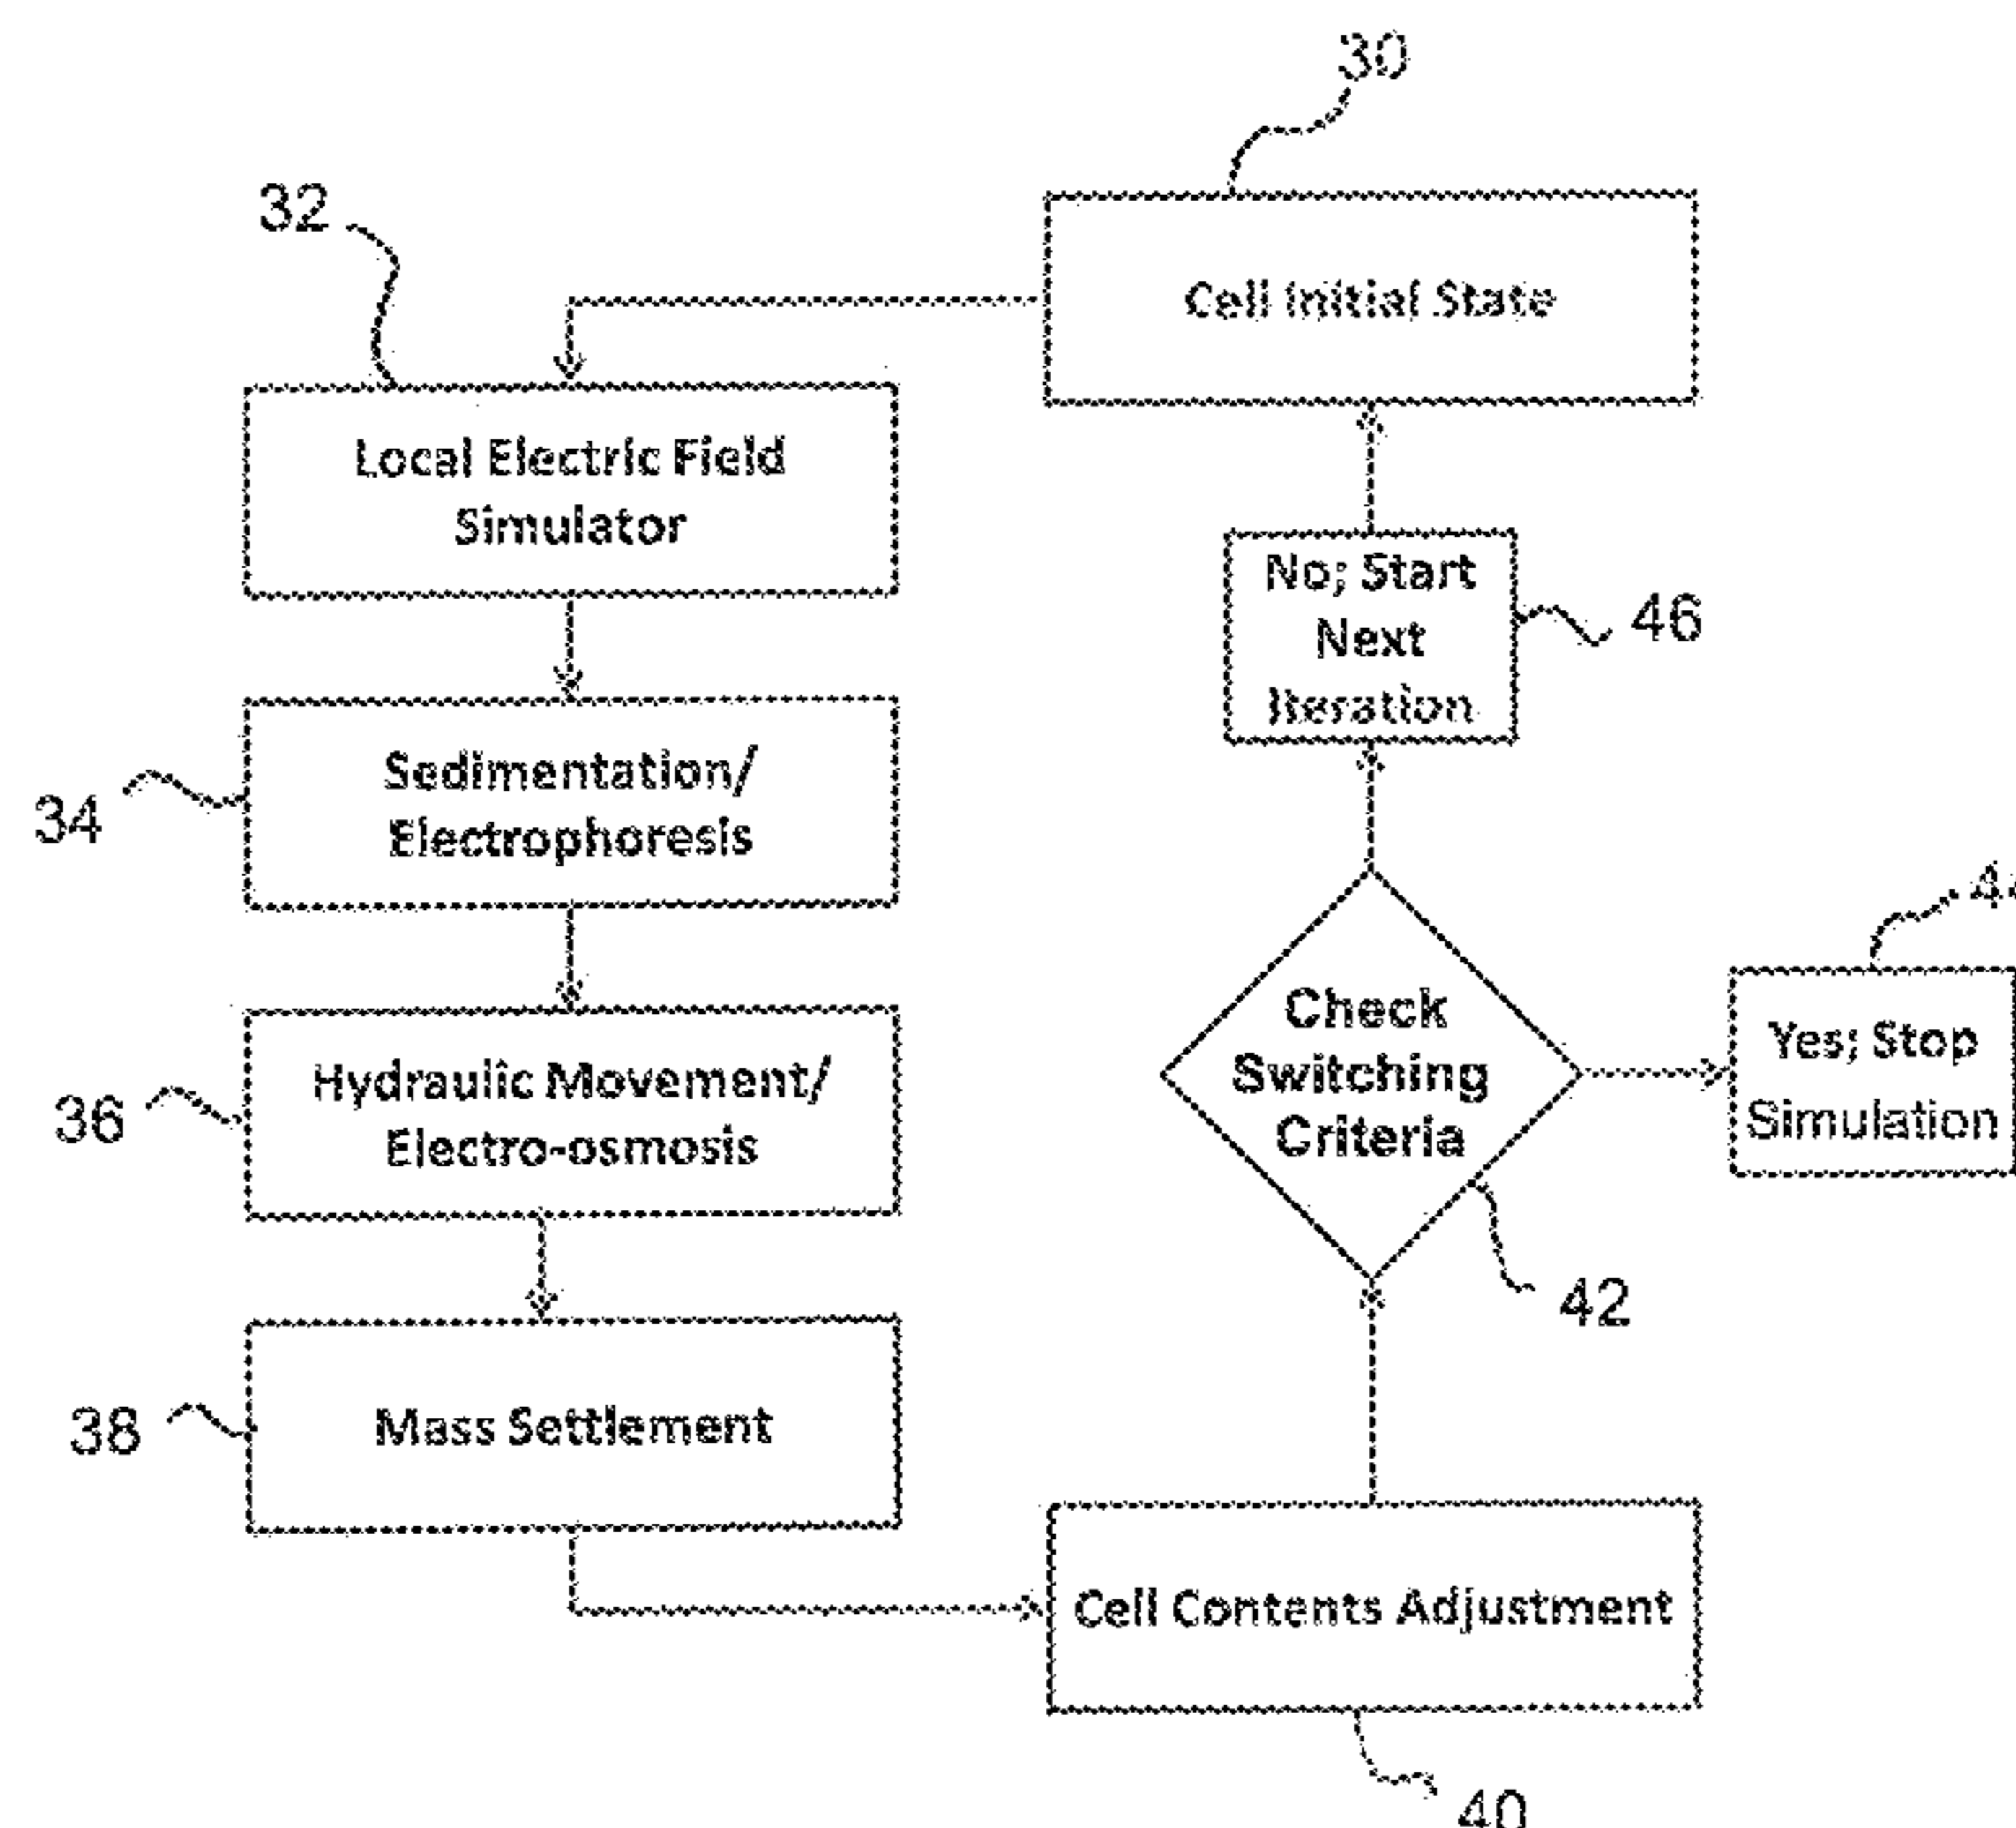 30
32
Cell Initial State
Local Electric Field
Simulator
No; Start
Next
Iteration
46
34
Sedimentation/
Electrophoresis
Check
Switching
Criteria
Yes; Stop
Simulation
36
Hydraulic Movement/
Electro-osmosis
42
38
Mass Settlement
Cell Contents Adjustment
40